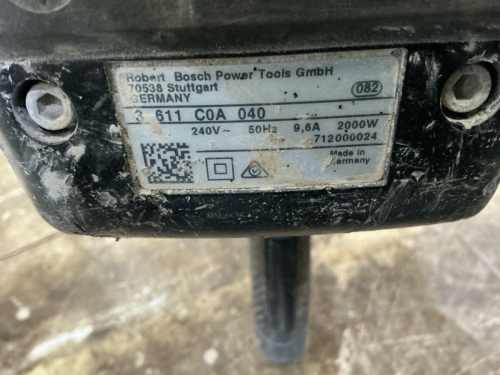 Robert Bosch Power Tools GmbH
70538 Stuttgart
GERMANY
082
3 611 C0A 040
240V~ 50Hz 9,6A 2000W
712000024
Made in
Germany